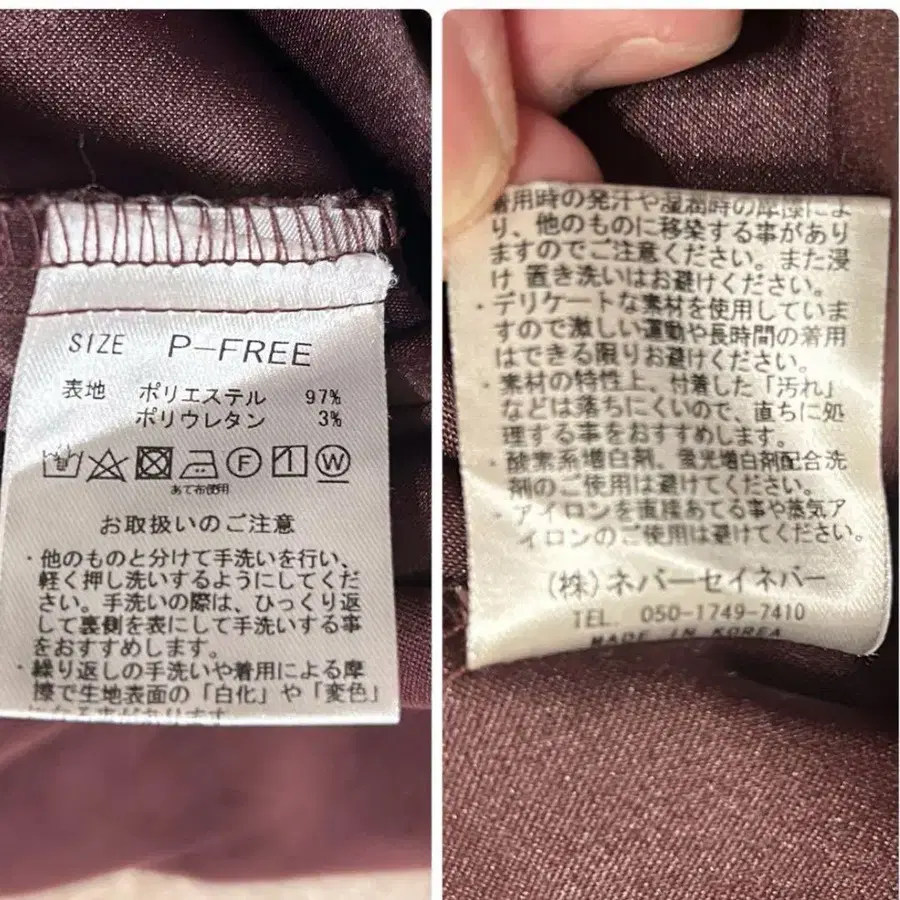 SIZE P-FREE
表地 ポリエステル 97%
ポリウレタン 3%
F 1 W
あて布使用
お取扱いのご注意
・他のものと分けて手洗いを行い、
軽く押し洗いするようにしてくだ
さい。手洗いの際は、ひっくり返
して裏側を表にして手洗いする事
をおすすめします。
・繰り返しの手洗いや着用による摩
擦で生地表面の「白化」や「変色」
着用時の発汗や湿潤時の摩擦によ
り、他のものに移染する事があり
ますのでご注意ください。また浸
け 置き洗いはお避けください。
・デリケートな素材を使用していま
すので激しい運動や長時間の着用
はできる限りお避けください。
・素材の特性上、付着した「汚れ」
などは落ちにくいので、直ちに処
理する事をおすすめします。
・酸素系増白剤、蛍光増白剤配合洗
剤のご使用は避けてください。
・アイロンを直接あてる事や蒸気ア
イロンのご使用は避けてください。
(株)ネバーセイネバー
TEL. 050-1749-7410
MADE IN KOREA